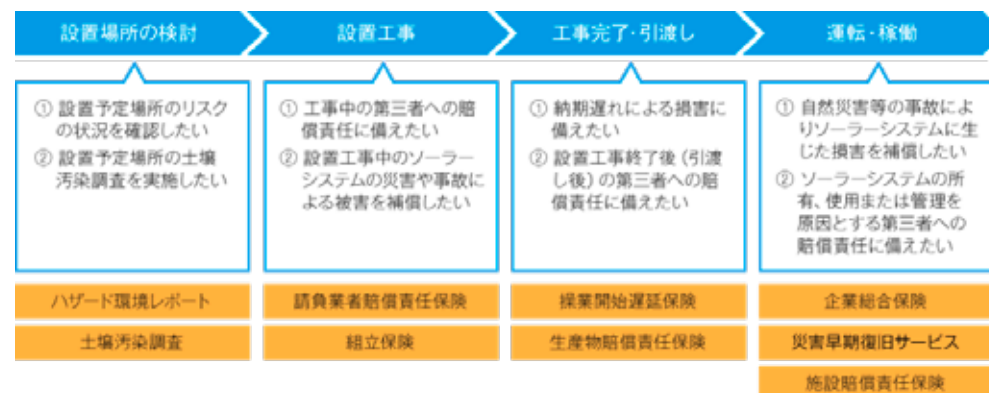 設置場所の検討
設置工事
工事完了・引渡し
運転・稼働
① 設置予定場所のリスク
の状況を確認したい
② 設置予定場所の土壌
汚染調査を実施したい
① 工事中の第三者への賠
償責任に備えたい
② 設置工事中のソーラー
システムの災害や事故に
よる被害を補償したい
① 納期遅れによる損害に
備えたい
② 設置工事終了後（引渡
し後）の第三者への賠
償責任に備えたい
① 自然災害等の事故によ
りソーラーシステムに生
じた損害を補償したい
② ソーラーシステムの所
有、使用または管理を
原因とする第三者への
賠償責任に備えたい
ハザード環境レポート
土壌汚染調査
請負業者賠償責任保険
組立保険
操業開始遅延保険
生産物賠償責任保険
企業総合保険
災害早期復旧サービス
施設賠償責任保険